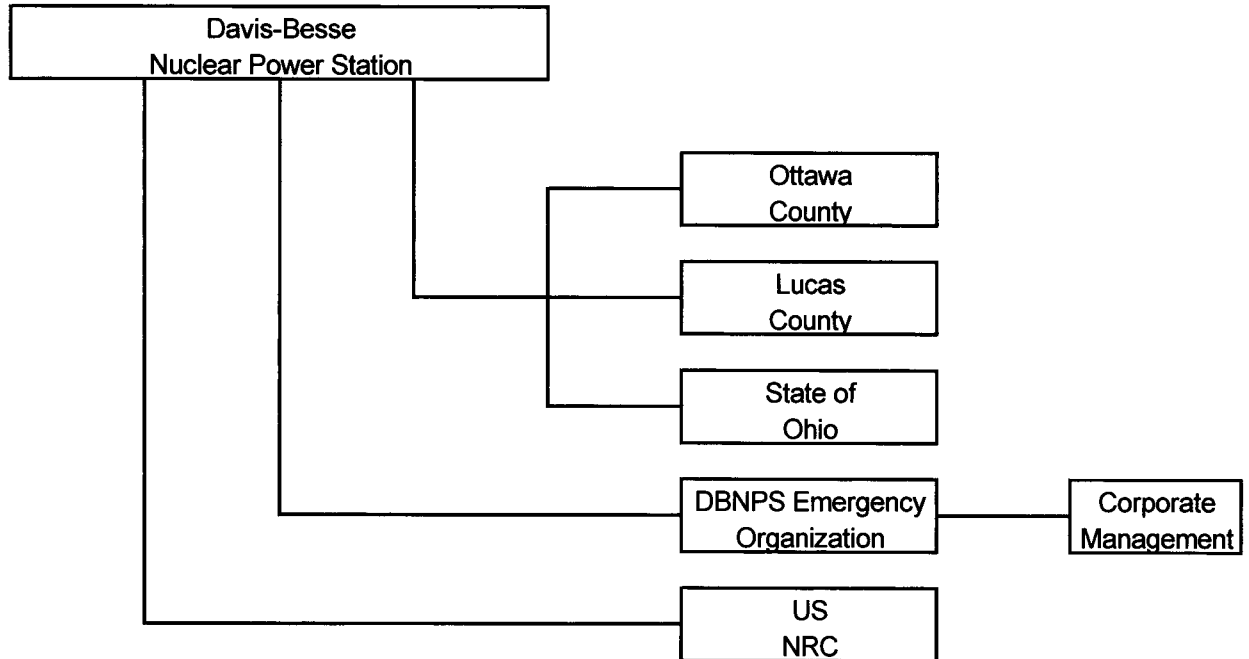 Davis-Besse
Nuclear Power Station
Ottawa
County
Lucas
County
State of
Ohio
DBNPS Emergency
Organization
Corporate
Management
US
NRC